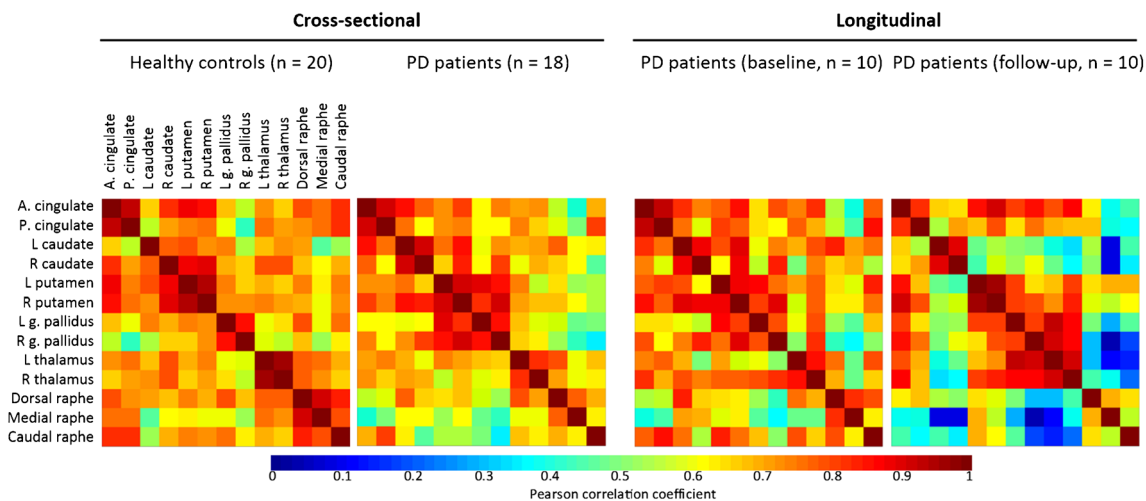 Cross-sectional
Longitudinal
Healthy controls (n = 20)
PD patients (n = 18)
PD patients (baseline, n = 10)
PD patients (follow-up, n = 10)
A. cingulate
P. cingulate
L caudate
R caudate
L putamen
R putamen
L g. pallidus
R g. pallidus
L thalamus
R thalamus
Dorsal raphe
Medial raphe
Caudal raphe
A. cingulate
P. cingulate
L caudate
R caudate
L putamen
R putamen
L g. pallidus
R g. pallidus
L thalamus
R thalamus
Dorsal raphe
Medial raphe
Caudal raphe
0 0.1 0.2 0.3 0.4 0.5 0.6 0.7 0.8 0.9 1
Pearson correlation coefficient